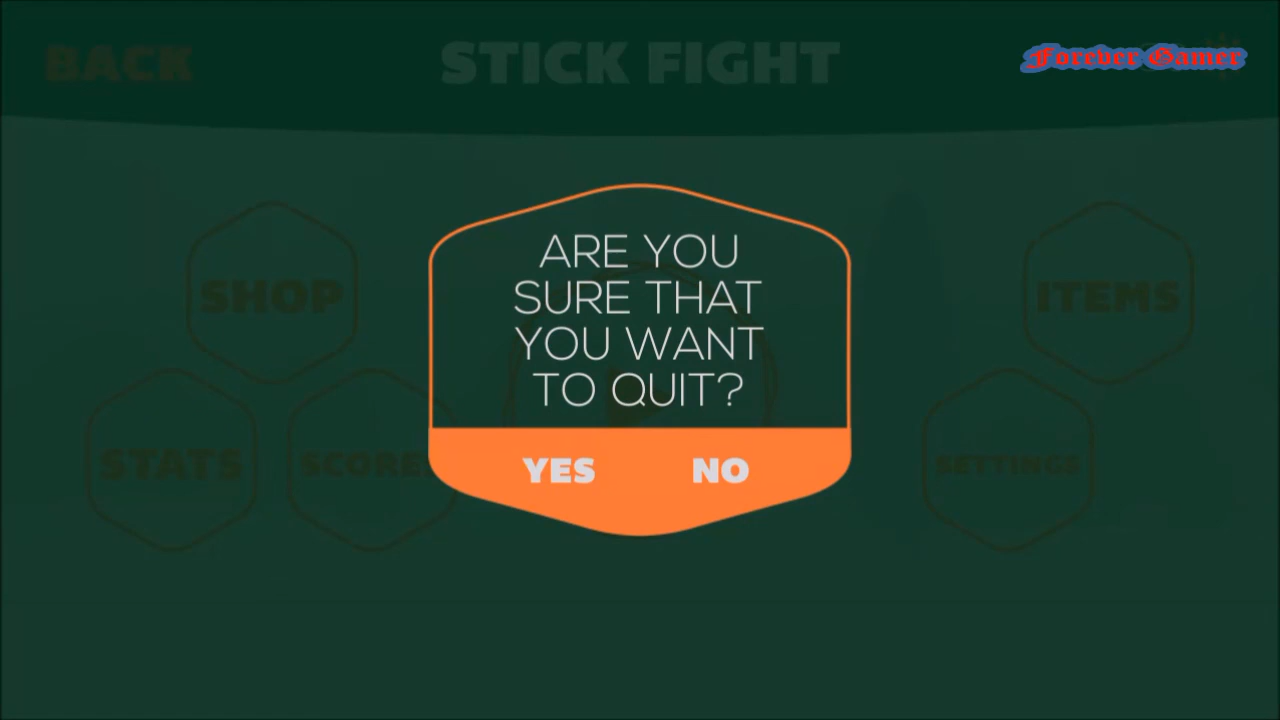 BACK
STICK FIGHT
Forever Gamer
SHOP
ITEMS
ARE YOU
SURE THAT
YOU WANT
TO QUIT?
STATS
SCORE
SETTINGS
YES
NO